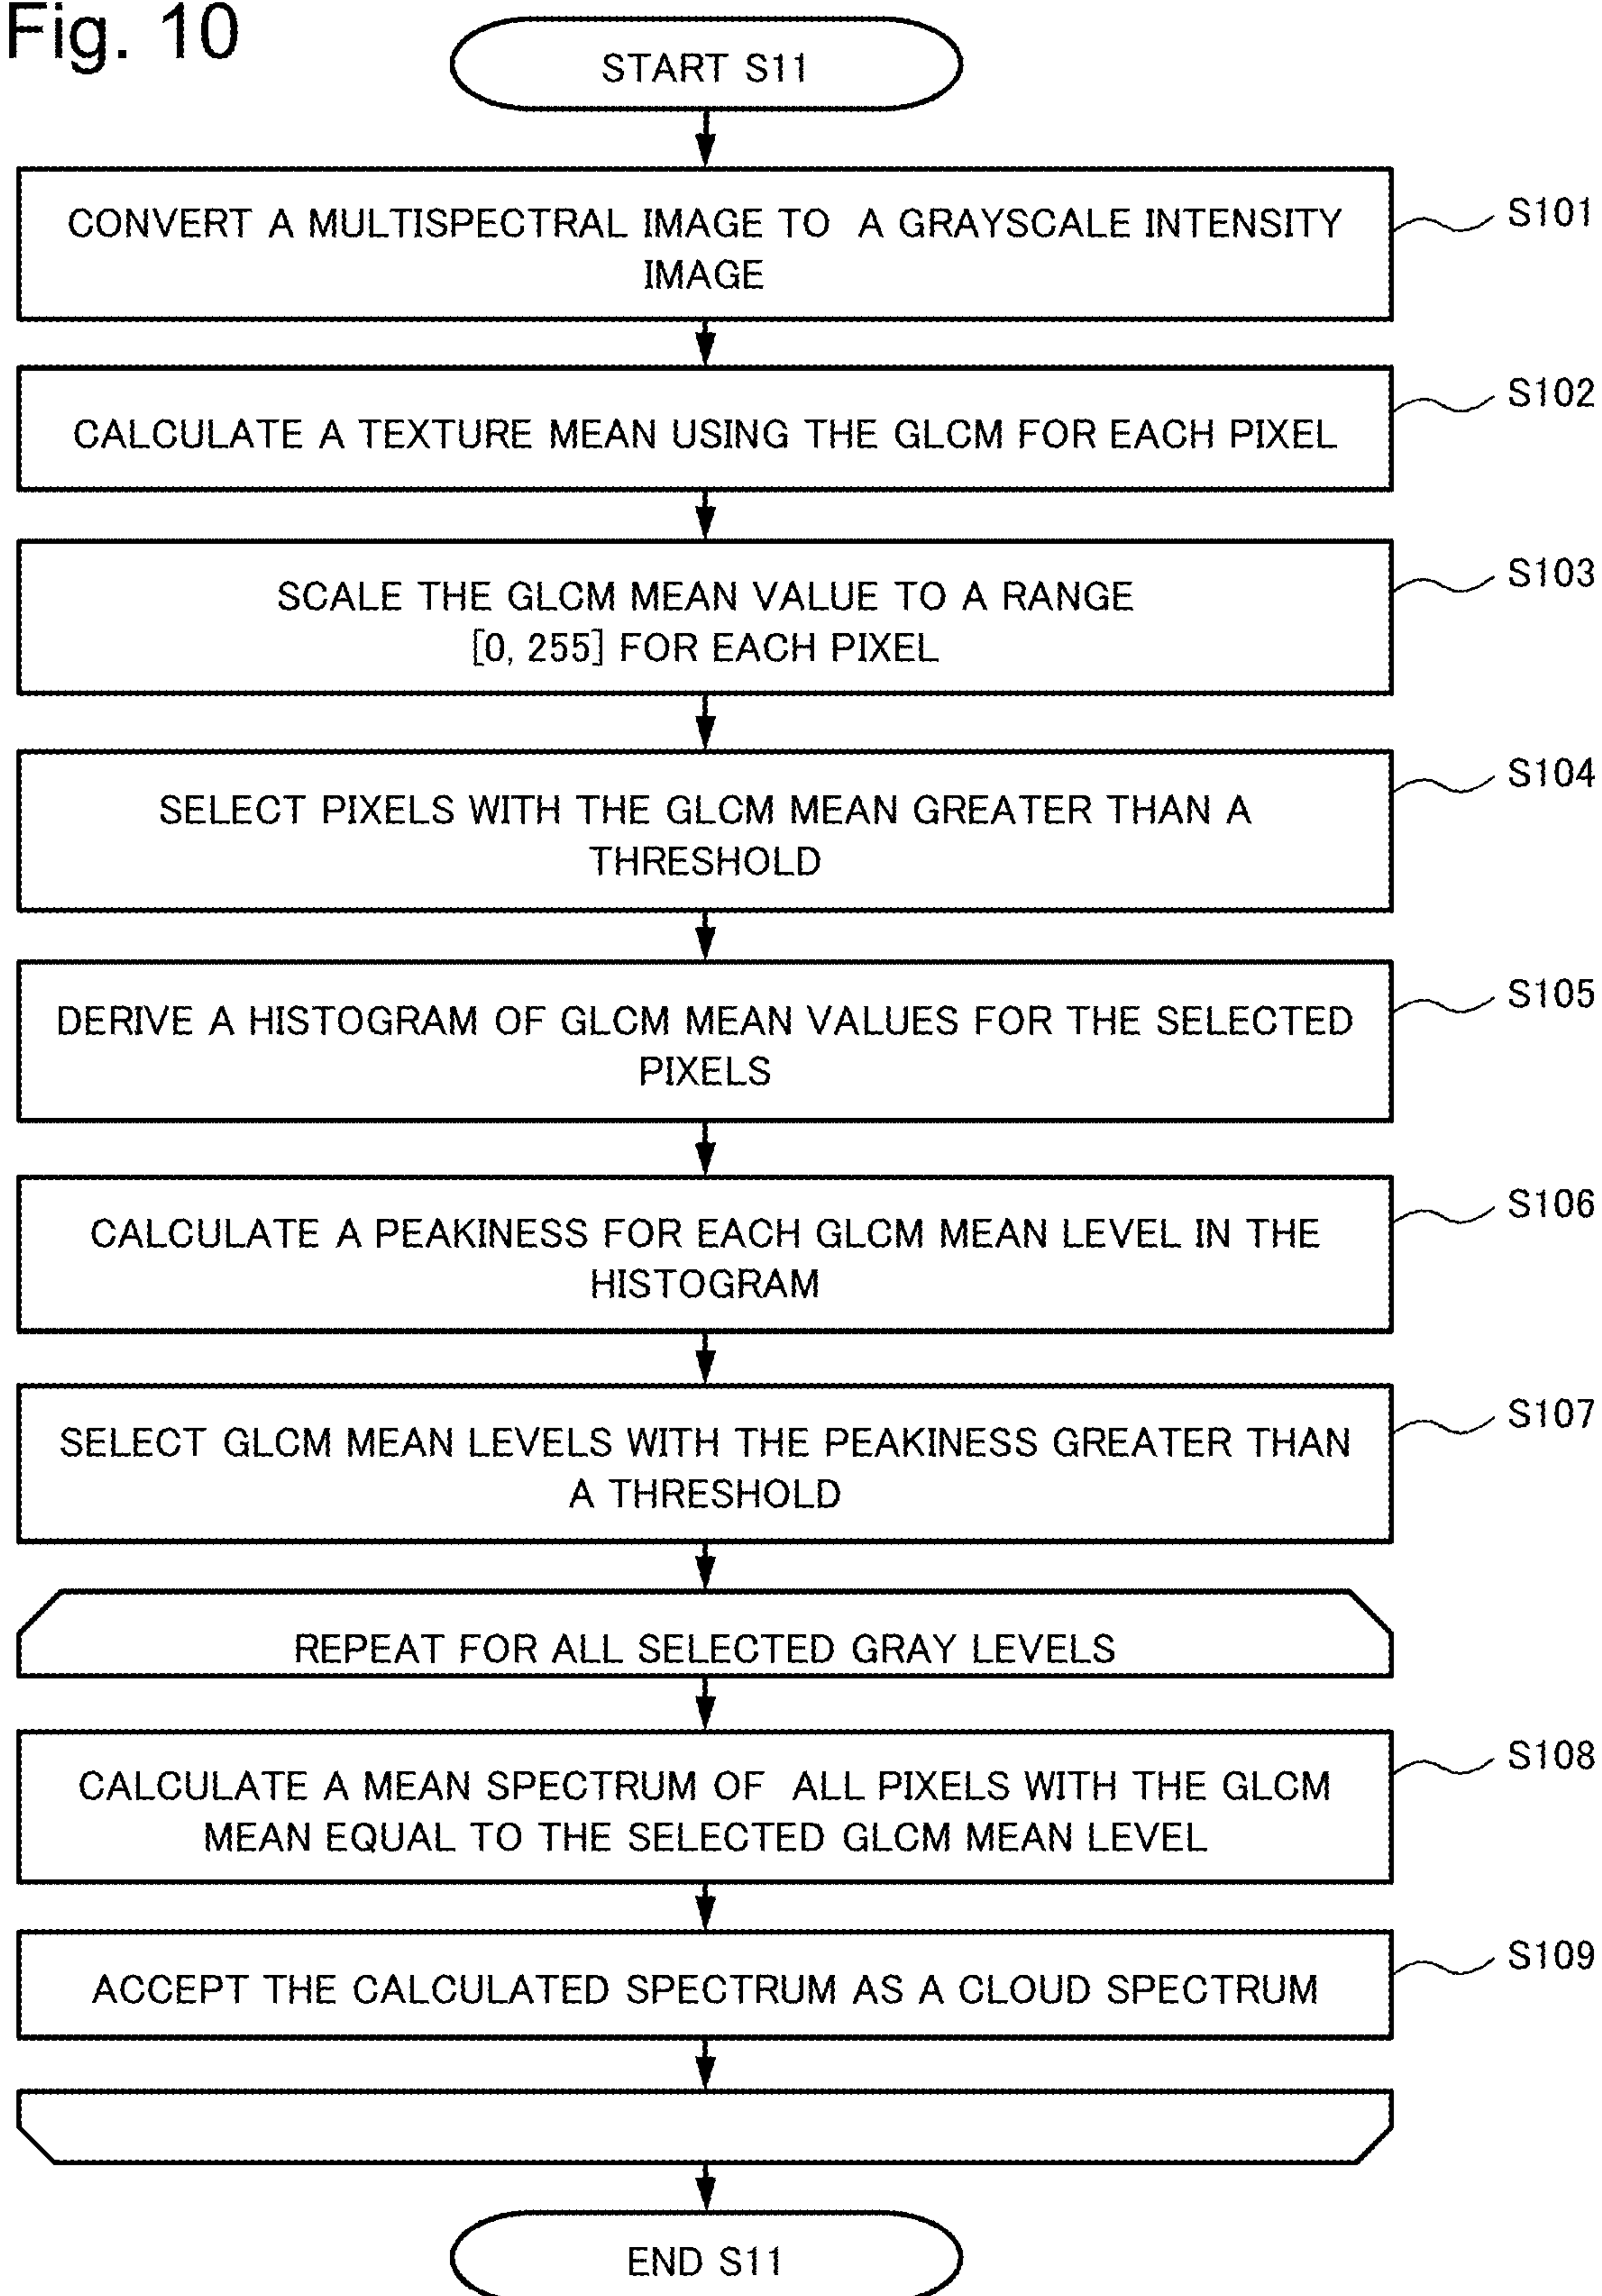 Fig. 10
START S11
CONVERT A MULTISPECTRAL IMAGE TO A GRAYSCALE INTENSITY
IMAGE
S101
CALCULATE A TEXTURE MEAN USING THE GLCM FOR EACH PIXEL
S102
SCALE THE GLCM MEAN VALUE TO A RANGE
[0, 255] FOR EACH PIXEL
S103
SELECT PIXELS WITH THE GLCM MEAN GREATER THAN A
THRESHOLD
S104
DERIVE A HISTOGRAM OF GLCM MEAN VALUES FOR THE SELECTED
PIXELS
S105
CALCULATE A PEAKINESS FOR EACH GLCM MEAN LEVEL IN THE
HISTOGRAM
S106
SELECT GLCM MEAN LEVELS WITH THE PEAKINESS GREATER THAN
A THRESHOLD
S107
REPEAT FOR ALL SELECTED GRAY LEVELS
CALCULATE A MEAN SPECTRUM OF ALL PIXELS WITH THE GLCM
MEAN EQUAL TO THE SELECTED GLCM MEAN LEVEL
S108
ACCEPT THE CALCULATED SPECTRUM AS A CLOUD SPECTRUM
S109
END S11